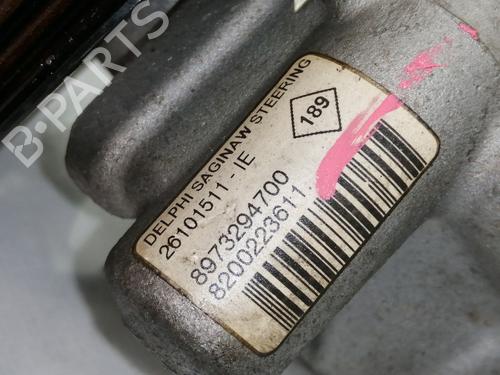 B-PARTS
DELPHI SAGINAW STEERING
26101511 - IE
189
8973294700
8200223611